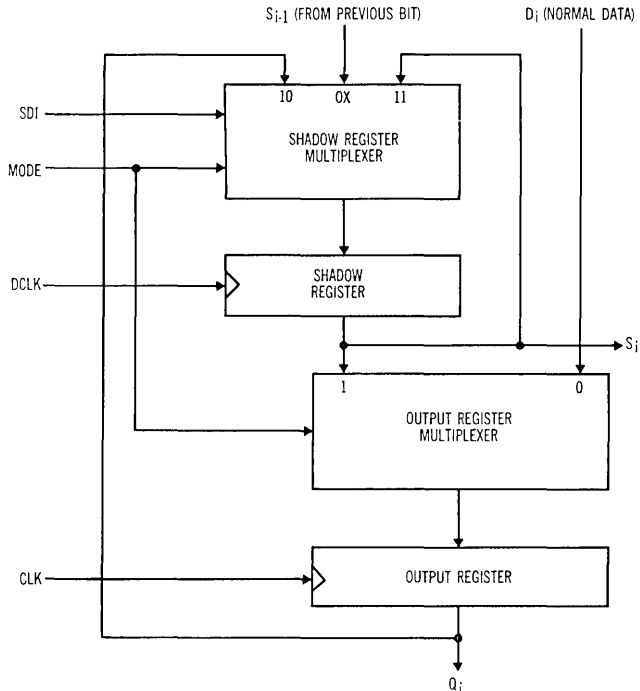 Si-1 (FROM PREVIOUS BIT)
Di (NORMAL DATA)
10 0X 11
SDI
SHADOW REGISTER
MULTIPLEXER
MODE
DCLK
SHADOW
REGISTER
Si
1 0
OUTPUT REGISTER
MULTIPLEXER
CLK
OUTPUT REGISTER
Qi